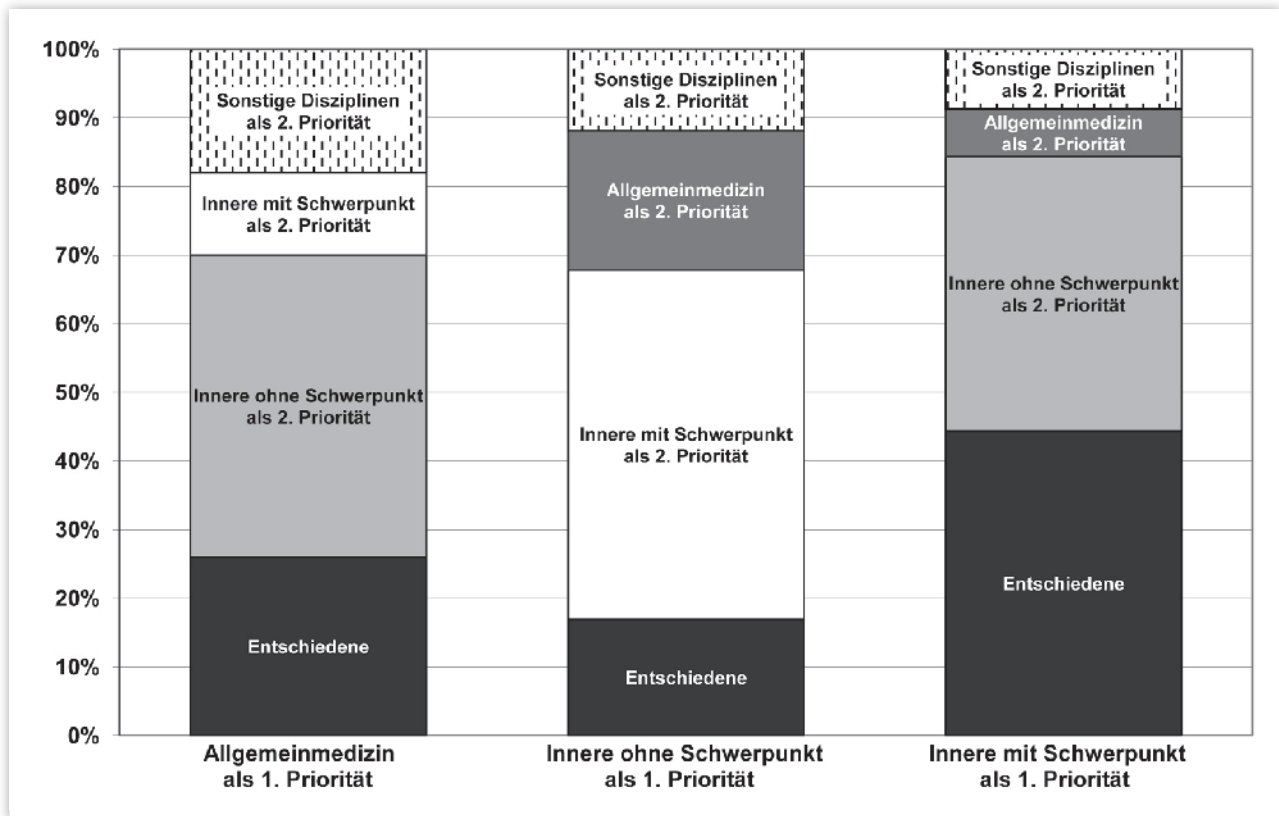 100%
90%
80%
70%
60%
50%
40%
30%
20%
10%
0%
Sonstige Disziplinen
als 2. Priorität
Innere mit Schwerpunkt
als 2. Priorität
Innere ohne Schwerpunkt
als 2. Priorität
Entschiedene
Sonstige Disziplinen
als 2. Priorität
Allgemeinmedizin
als 2. Priorität
Innere mit Schwerpunkt
als 2. Priorität
Entschiedene
Sonstige Disziplinen
als 2. Priorität
Allgemeinmedizin
als 2. Priorität
Innere ohne Schwerpunkt
als 2. Priorität
Entschiedene
Allgemeinmedizin
als 1. Priorität
Innere ohne Schwerpunkt
als 1. Priorität
Innere mit Schwerpunkt
als 1. Priorität